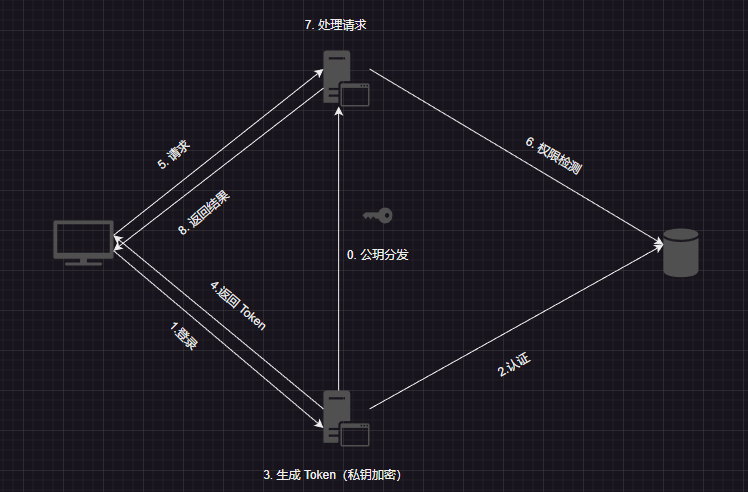 7. 处理请求
5. 请求
6. 权限检测
8. 返回结果
0. 公玥分发
4.返回 Token
1.登录
2.认证
3. 生成 Token（私钥加密）